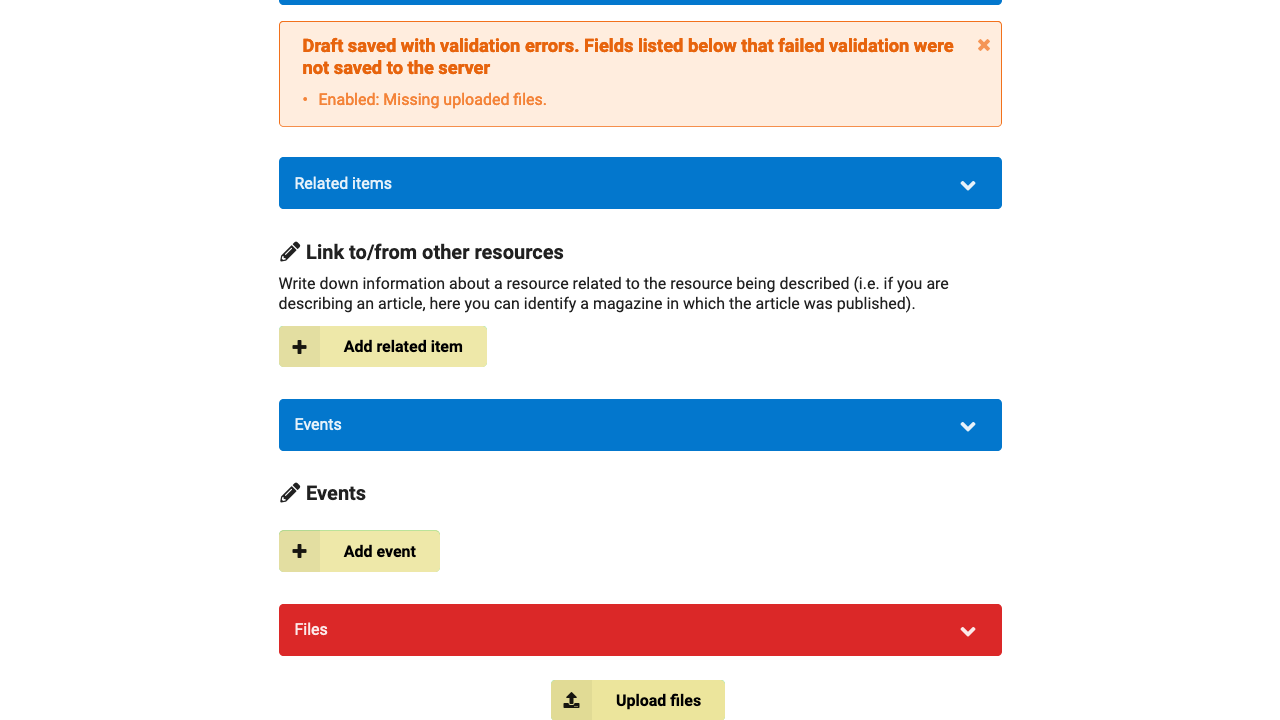 Draft saved with validation errors. Fields listed below that failed validation were
not saved to the server
• Enabled: Missing uploaded files.
Related items
Link to/from other resources
Write down information about a resource related to the resource being described (i.e. if you are
describing an article, here you can identify a magazine in which the article was published).
Add related item
Events
Events
Add event
Files
Upload files